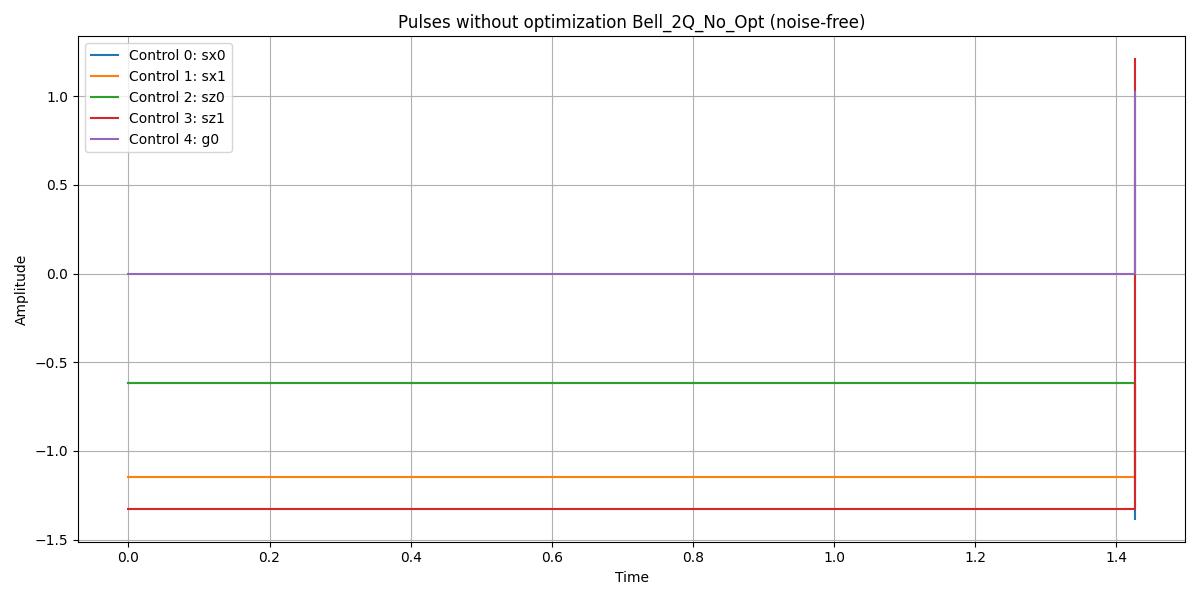 Pulses without optimization Bell_2Q_No_Opt (noise-free)
Control 0: sx0
Control 1: sx1
Control 2: sz0
Control 3: sz1
Control 4: g0
1.0
0.5
0.0
−0.5
−1.0
−1.5
Amplitude
0.0 0.2 0.4 0.6 0.8 1.0 1.2 1.4
Time